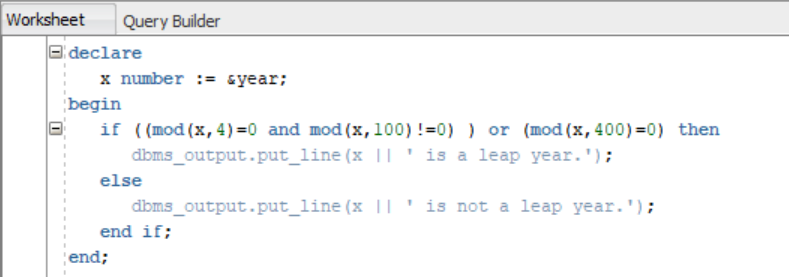 Worksheet Query Builder
declare
x number := &year;
begin
if ((mod(x,4)=0 and mod(x,100)!=0) ) or (mod(x,400)=0) then
dbms_output.put_line(x || ' is a leap year.');
else
dbms_output.put_line(x || ' is not a leap year.');
end if;
end;